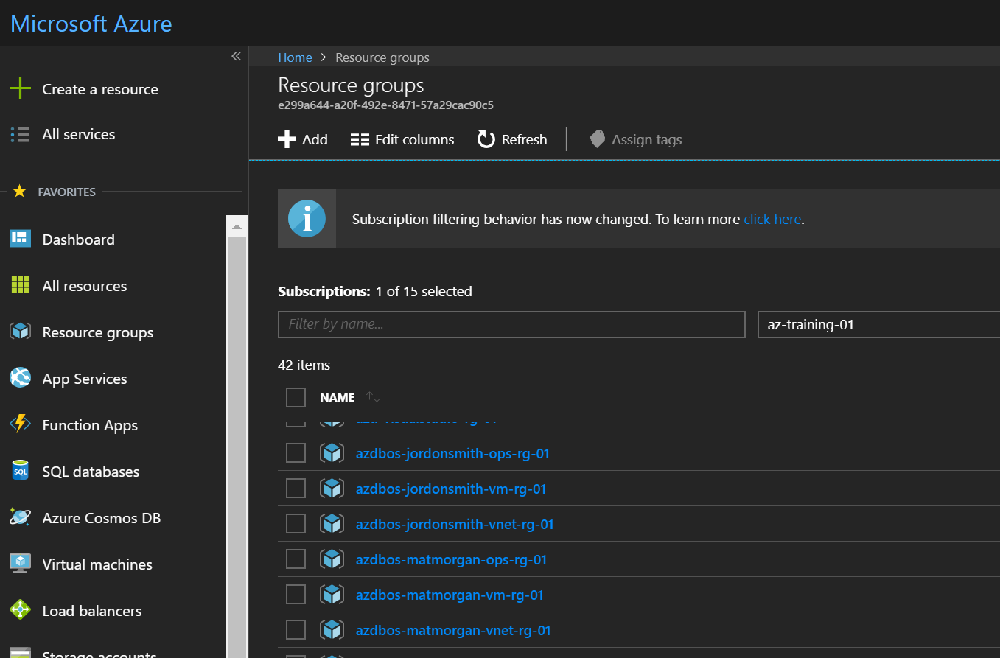 Microsoft Azure
Create a resource
All services
FAVORITES
Dashboard
All resources
Resource groups
App Services
Function Apps
SQL databases
Azure Cosmos DB
Virtual machines
Load balancers
Storage accounts
Home > Resource groups
Resource groups
e299a644-a20f-492e-8471-57a29cac90c5
Add Edit columns Refresh Assign tags
Subscription filtering behavior has now changed. To learn more click here.
Subscriptions: 1 of 15 selected
Filter by name... az-training-01
42 items
NAME
azdbos-jordonsmith-ops-rg-01
azdbos-jordonsmith-vm-rg-01
azdbos-jordonsmith-vnet-rg-01
azdbos-matmorgan-ops-rg-01
azdbos-matmorgan-vm-rg-01
azdbos-matmorgan-vnet-rg-01